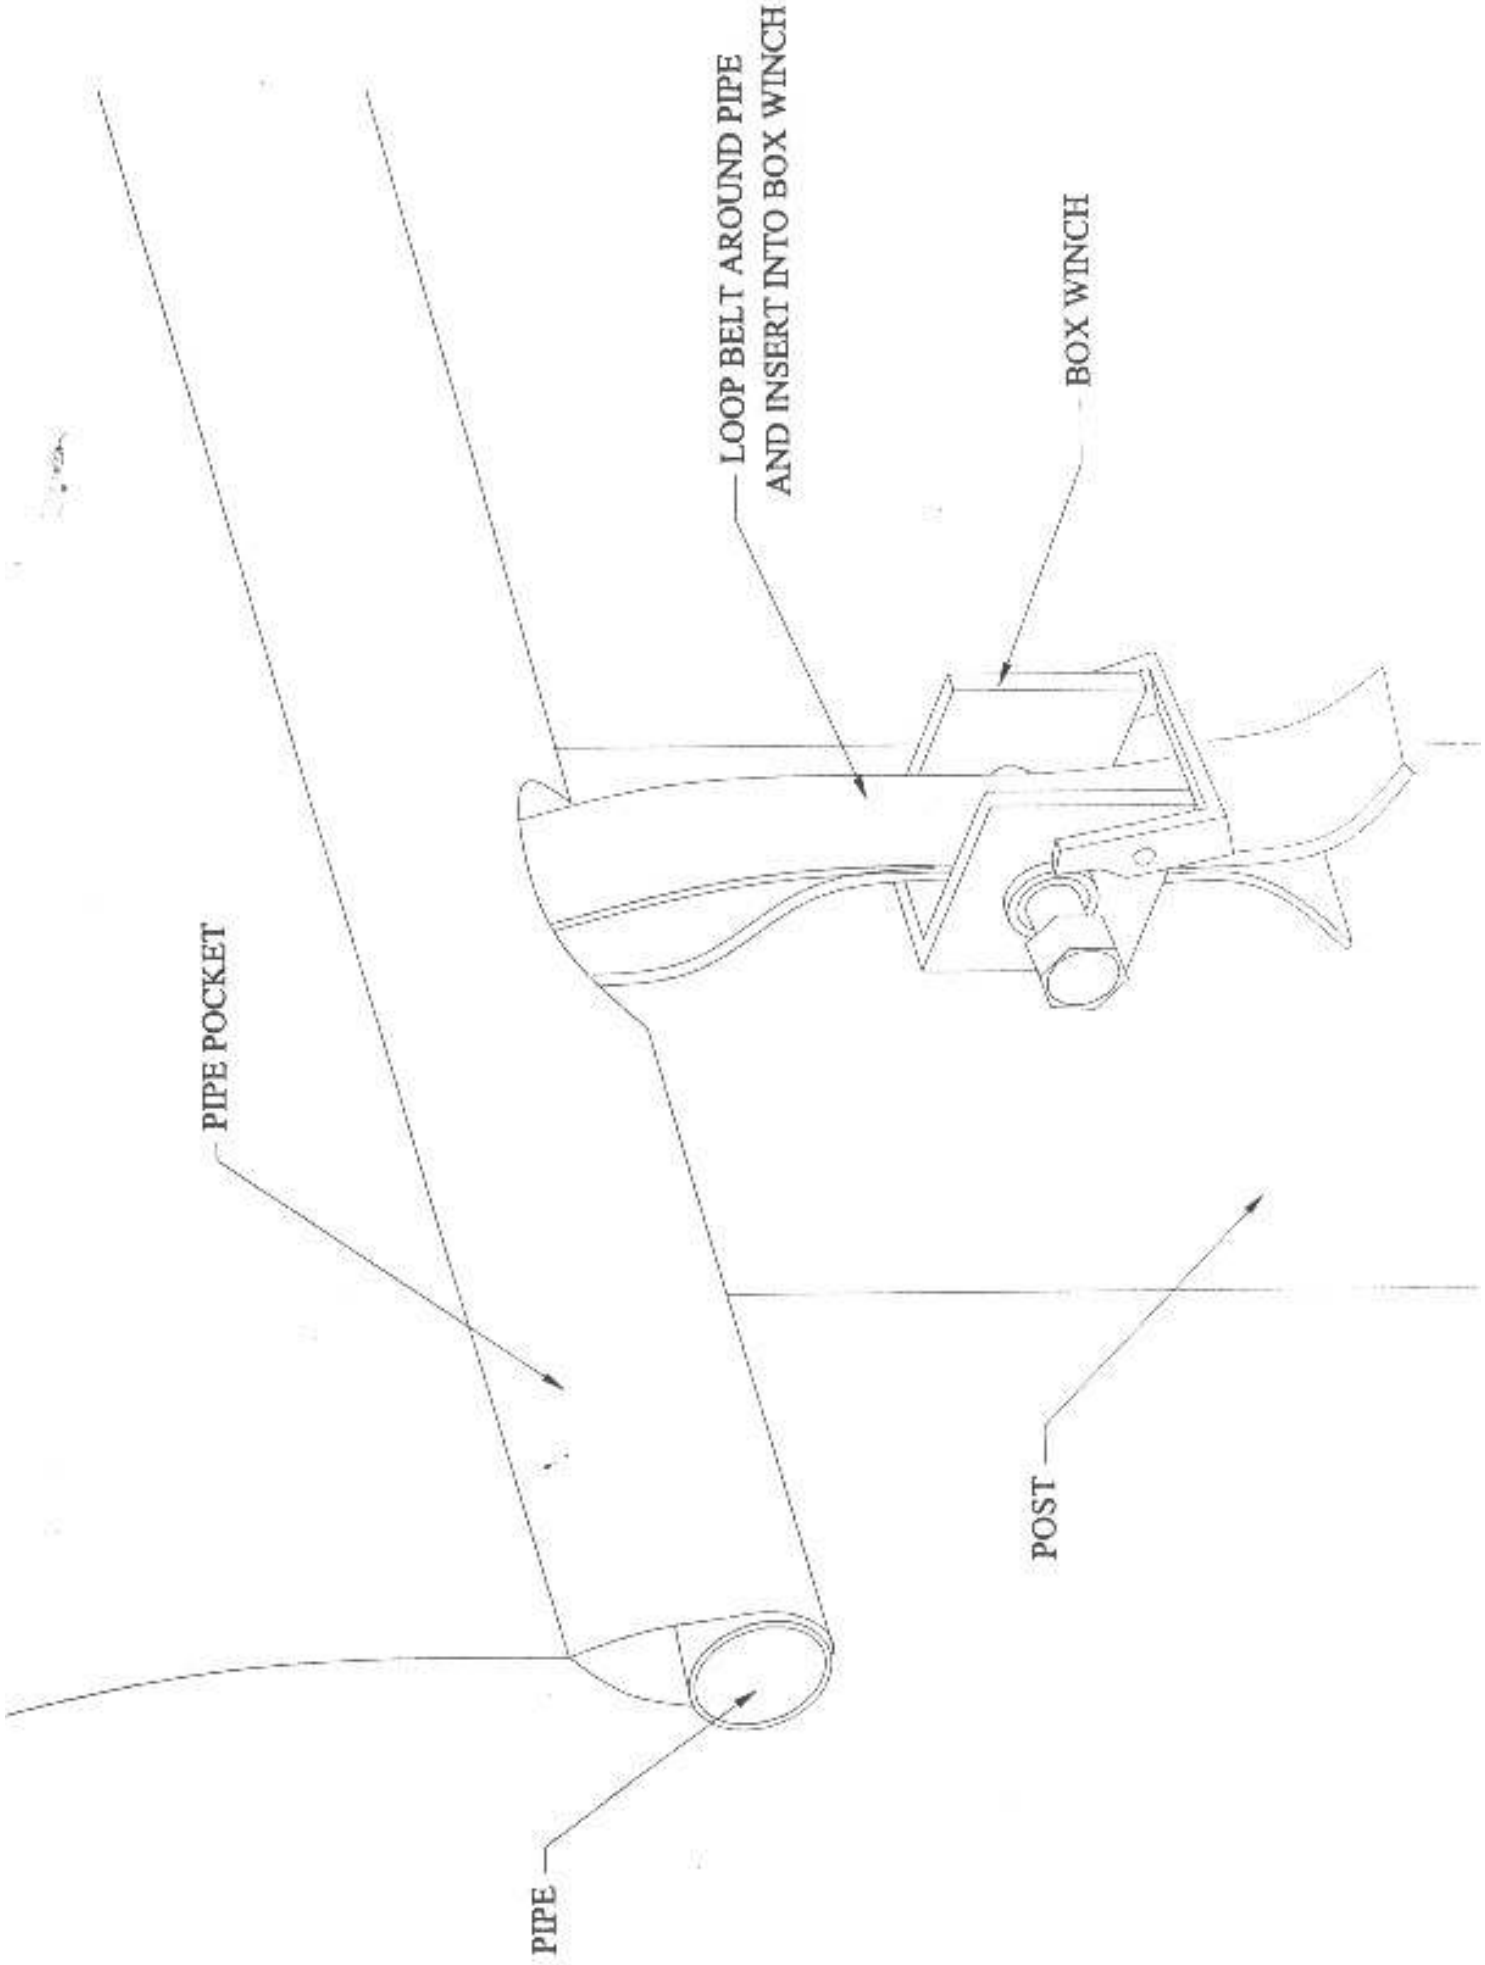 PIPE POCKET
LOOP BELT AROUND PIPE
AND INSERT INTO BOX WINCH
BOX WINCH
POST
PIPE